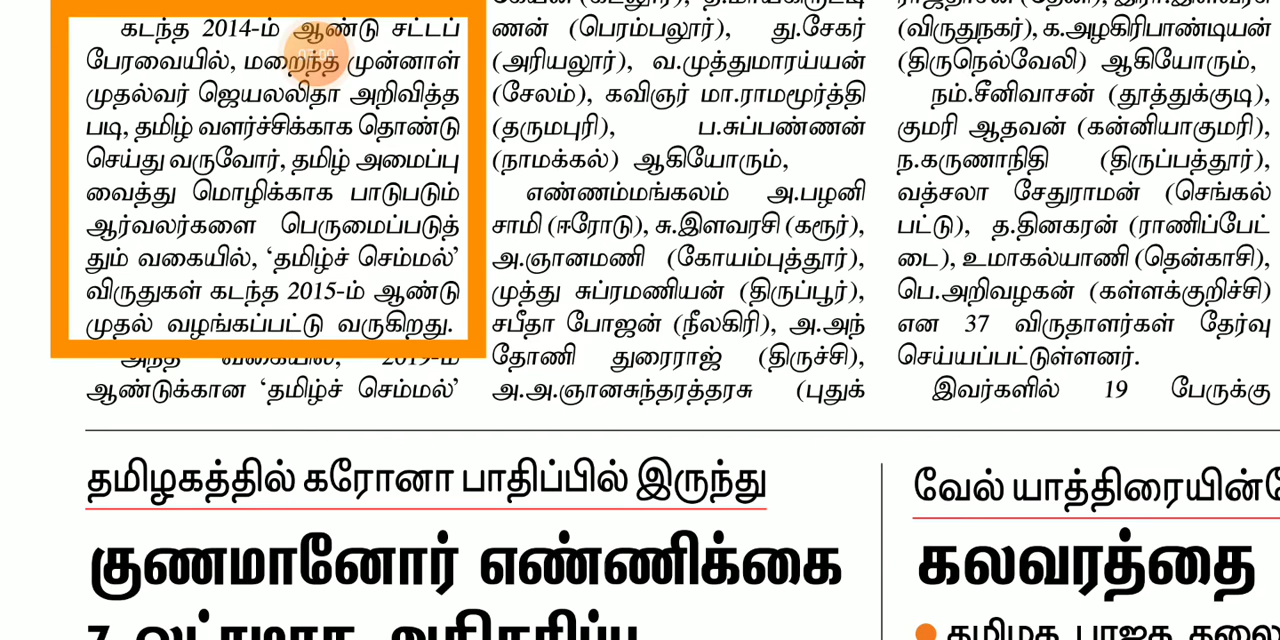 கடந்த 2014-ம் ஆண்டு சட்டப்
பேரவையில், மறைந்த முன்னாள்
முதல்வர் ஜெயலலிதா அறிவித்த
படி, தமிழ் வளர்ச்சிக்காக தொண்டு
செய்து வருவோர், தமிழ் அமைப்பு
வைத்து மொழிக்காக பாடுபடும்
ஆர்வலர்களை பெருமைப்படுத்
தும் வகையில், ‘தமிழ்ச் செம்மல்’
விருதுகள் கடந்த 2015-ம் ஆண்டு
முதல் வழங்கப்பட்டு வருகிறது.
அந்த வகையில், 2019-ம்
ஆண்டுக்கான ‘தமிழ்ச் செம்மல்’
ணன் (பெரம்பலூர்), து.சேகர்
(அரியலூர்), வ.முத்துமாரய்யன்
(சேலம்), கவிஞர் மா.ராமமூர்த்தி
(தருமபுரி), ப.சுப்பண்ணன்
(நாமக்கல்) ஆகியோரும்,
எண்ணம்மங்கலம் அ.பழனி
சாமி (ஈரோடு), சு.இளவரசி (கரூர்),
அ.ஞானமணி (கோயம்புத்தூர்),
முத்து சுப்ரமணியன் (திருப்பூர்),
சபீதா போஜன் (நீலகிரி), அ.அந்
தோணி துரைராஜ் (திருச்சி),
அ.அ.ஞானசுந்தரத்தரசு (புதுக்
(விருதுநகர்), க.அழகிரிபாண்டியன்
(திருநெல்வேலி) ஆகியோரும்,
நம்.சீனிவாசன் (தூத்துக்குடி),
குமரி ஆதவன் (கன்னியாகுமரி),
ந.கருணாநிதி (திருப்பத்தூர்),
வத்சலா சேதுராமன் (செங்கல்
பட்டு), த.தினகரன் (ராணிப்பேட்
டை), உமாகல்யாணி (தென்காசி),
பெ.அறிவழகன் (கள்ளக்குறிச்சி)
என 37 விருதாளர்கள் தேர்வு
செய்யப்பட்டுள்ளனர்.
இவர்களில் 19 பேருக்கு
தமிழகத்தில் கரோனா பாதிப்பில் இருந்து
குணமானோர் எண்ணிக்கை
வேல் யாத்திரையின்
கலவரத்தை